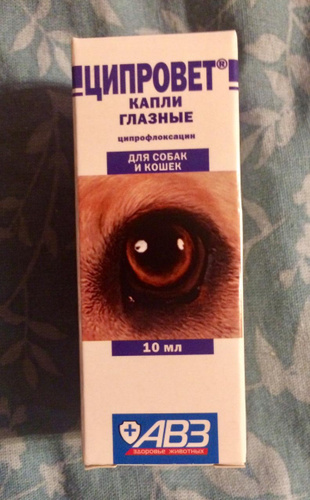 ЦИПРОВЕТ®
КАПЛИ
ГЛАЗНЫЕ
ципрофлоксацин
ДЛЯ СОБАК
И КОШЕК
10 мл
АВЗ
здоровье животных